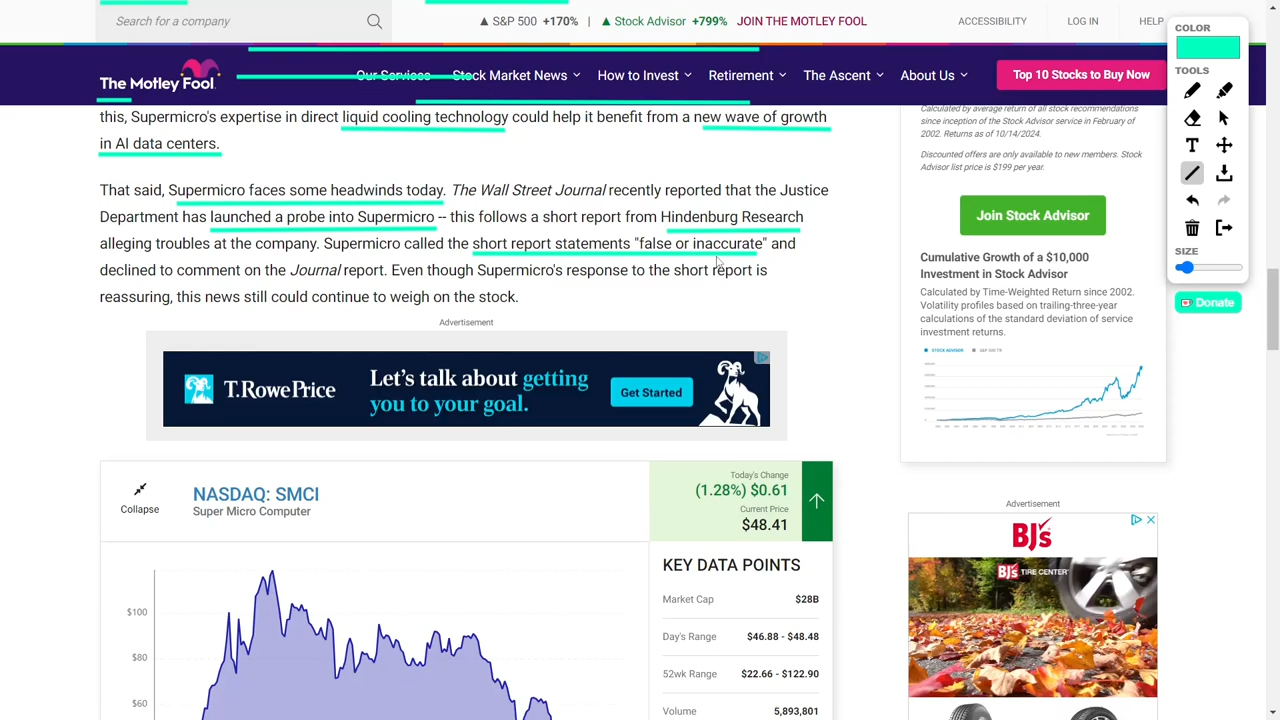 Search for a company
S&P 500 +170% | Stock Advisor +799% JOIN THE MOTLEY FOOL
ACCESSIBILITY LOG IN HELP
The Motley Fool
Our Services Stock Market News How to Invest Retirement The Ascent About Us
Top 10 Stocks to Buy Now
this, Supermicro's expertise in direct liquid cooling technology could help it benefit from a new wave of growth
in AI data centers.
That said, Supermicro faces some headwinds today. The Wall Street Journal recently reported that the Justice
Department has launched a probe into Supermicro -- this follows a short report from Hindenburg Research
alleging troubles at the company. Supermicro called the short report statements "false or inaccurate" and
declined to comment on the Journal report. Even though Supermicro's response to the short report is
reassuring, this news still could continue to weigh on the stock.
Advertisement
T.RowePrice
Let's talk about getting
you to your goal.
Get Started
Collapse
NASDAQ: SMCI
Super Micro Computer
Today's Change
(1.28%) $0.61
Current Price
$48.41
$100
$80
$60
KEY DATA POINTS
Market Cap $28B
Day's Range $46.88 - $48.48
52wk Range $22.66 - $122.90
Volume 5,893,801
Calculated by average return of all stock recommendations
since inception of the Stock Advisor service in February of
2002. Returns as of 10/14/2024.
Discounted offers are only available to new members. Stock
Advisor list price is $199 per year.
Join Stock Advisor
Cumulative Growth of a $10,000
Investment in Stock Advisor
Calculated by Time-Weighted Return since 2002.
Volatility profiles based on trailing-three-year
calculations of the standard deviation of service
investment returns.
STOCK ADVISOR S&P 500 TR
Advertisement
BJ's
BJ's TIRE CENTER
COLOR
TOOLS
T
SIZE
Donate